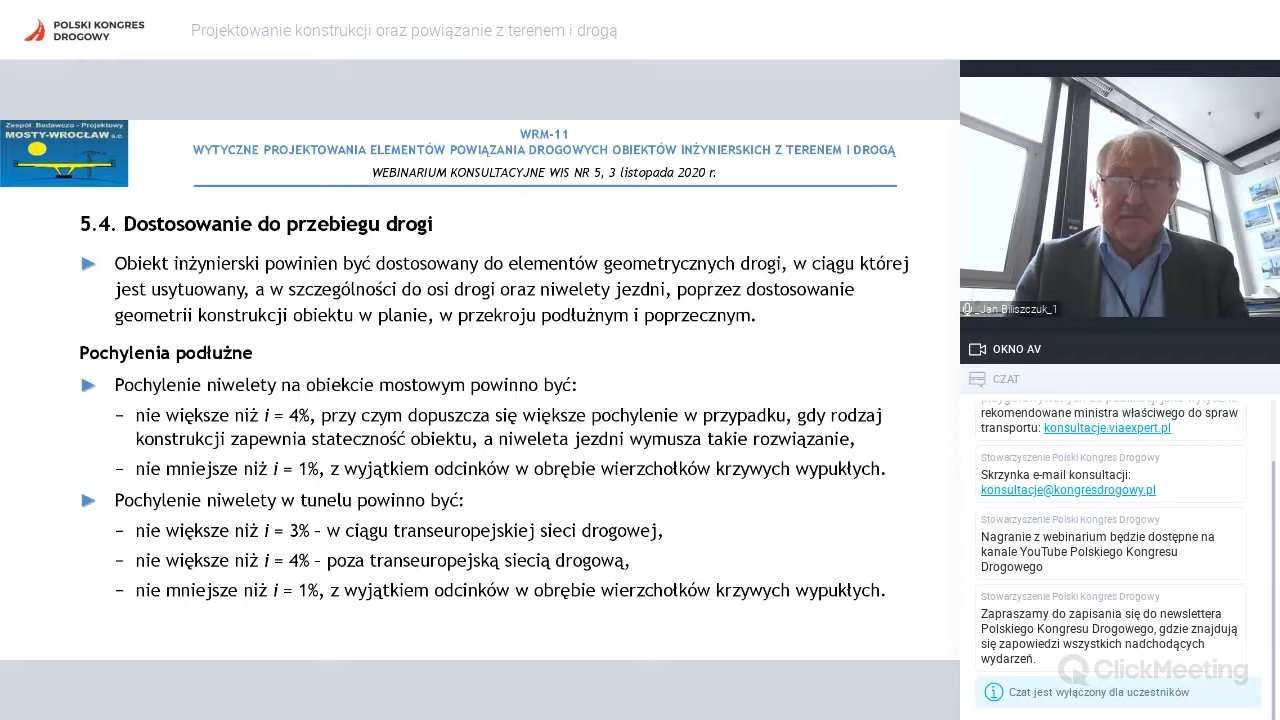 POLSKI KONGRES
DROGOWY
Projektowanie konstrukcji oraz powiązanie z terenem i drogą
Zespół Badawczo - Projektowy
MOSTY-WROCŁAW s.c.
WRM-11
WYTYCZNE PROJEKTOWANIA ELEMENTÓW POWIĄZANIA DROGOWYCH OBIEKTÓW INŻYNIERSKICH Z TERENEM I DROGĄ
WEBINARIUM KONSULTACYJNE WIS NR 5, 3 listopada 2020 r.
5.4. Dostosowanie do przebiegu drogi
Obiekt inżynierski powinien być dostosowany do elementów geometrycznych drogi, w ciągu której
jest usytuowany, a w szczególności do osi drogi oraz niwelety jezdni, poprzez dostosowanie
geometrii konstrukcji obiektu w planie, w przekroju podłużnym i poprzecznym.
Pochylenia podłużne
Pochylenie niwelety na obiekcie mostowym powinno być:
– nie większe niż i = 4%, przy czym dopuszcza się większe pochylenie w przypadku, gdy rodzaj
konstrukcji zapewnia stateczność obiektu, a niweleta jezdni wymusza takie rozwiązanie,
– nie mniejsze niż i = 1%, z wyjątkiem odcinków w obrębie wierzchołków krzywych wypukłych.
Pochylenie niwelety w tunelu powinno być:
– nie większe niż i = 3% – w ciągu transeuropejskiej sieci drogowej,
– nie większe niż i = 4% – poza transeuropejską siecią drogową,
– nie mniejsze niż i = 1%, z wyjątkiem odcinków w obrębie wierzchołków krzywych wypukłych.
_Jan Biliszczuk_1
OKNO AV
CZAT
przygotowywanych do publikacji jako wytyczne
rekomendowane ministra właściwego do spraw
transportu: konsultacje.viaexpert.pl
Stowarzyszenie Polski Kongres Drogowy
Skrzynka e-mail konsultacji:
konsultacje@kongresdrogowy.pl
Stowarzyszenie Polski Kongres Drogowy
Nagranie z webinarium będzie dostępne na
kanale YouTube Polskiego Kongresu
Drogowego
Stowarzyszenie Polski Kongres Drogowy
Zapraszamy do zapisania się do newslettera
Polskiego Kongresu Drogowego, gdzie znajdują
się zapowiedzi wszystkich nadchodzących
wydarzeń.
ClickMeeting
Czat jest wyłączony dla uczestników